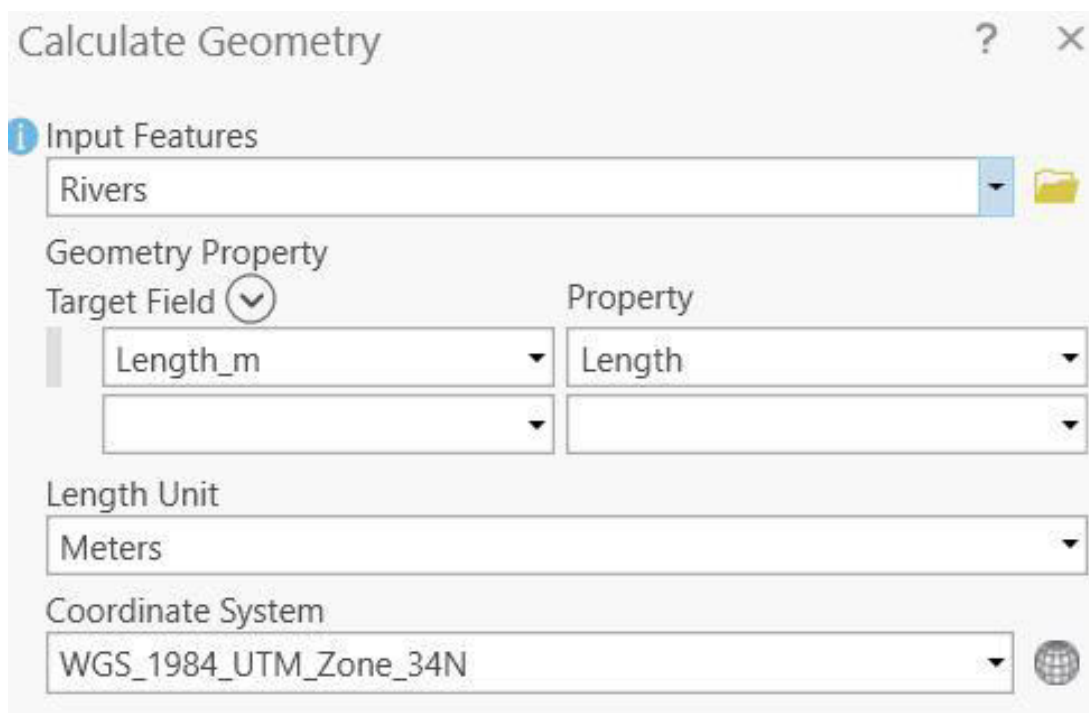 Calculate Geometry ? ×
i Input Features
Rivers
Geometry Property
Target Field Property
Length_m Length
Length Unit
Meters
Coordinate System
WGS_1984_UTM_Zone_34N